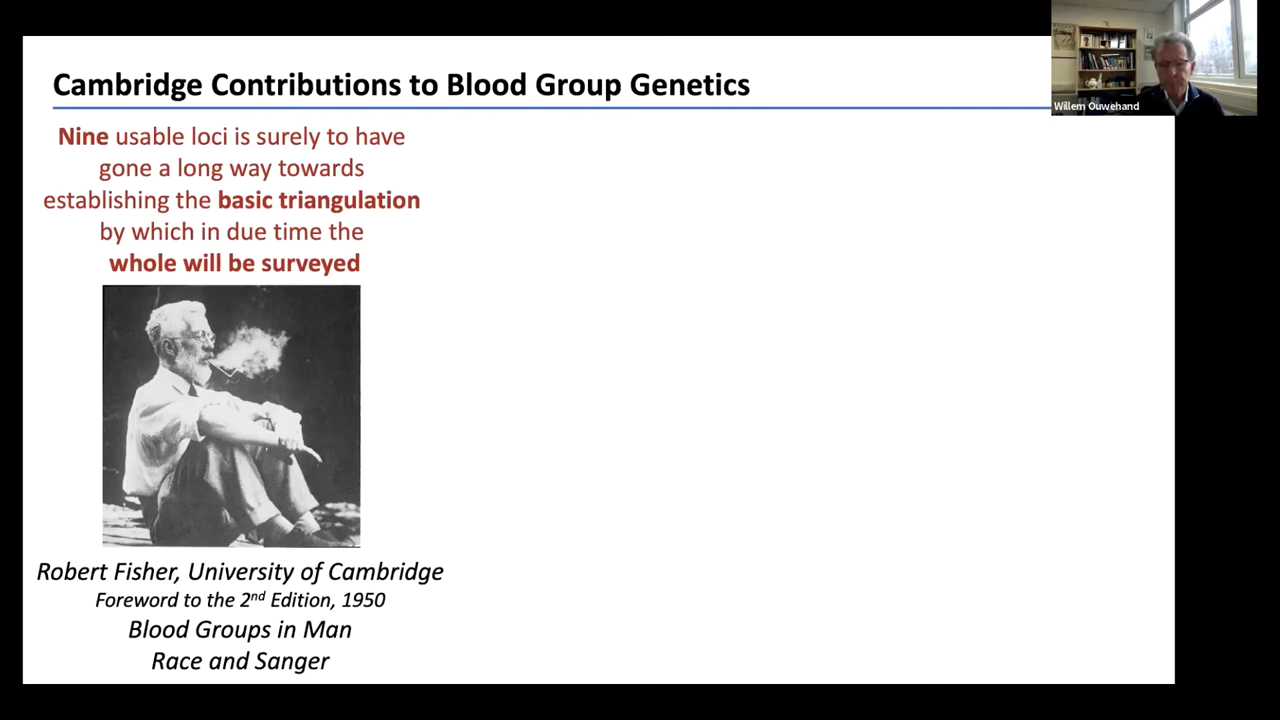 Cambridge Contributions to Blood Group Genetics
Willem Ouwehand
Nine usable loci is surely to have
gone a long way towards
establishing the basic triangulation
by which in due time the
whole will be surveyed
Robert Fisher, University of Cambridge
Foreword to the 2nd Edition, 1950
Blood Groups in Man
Race and Sanger